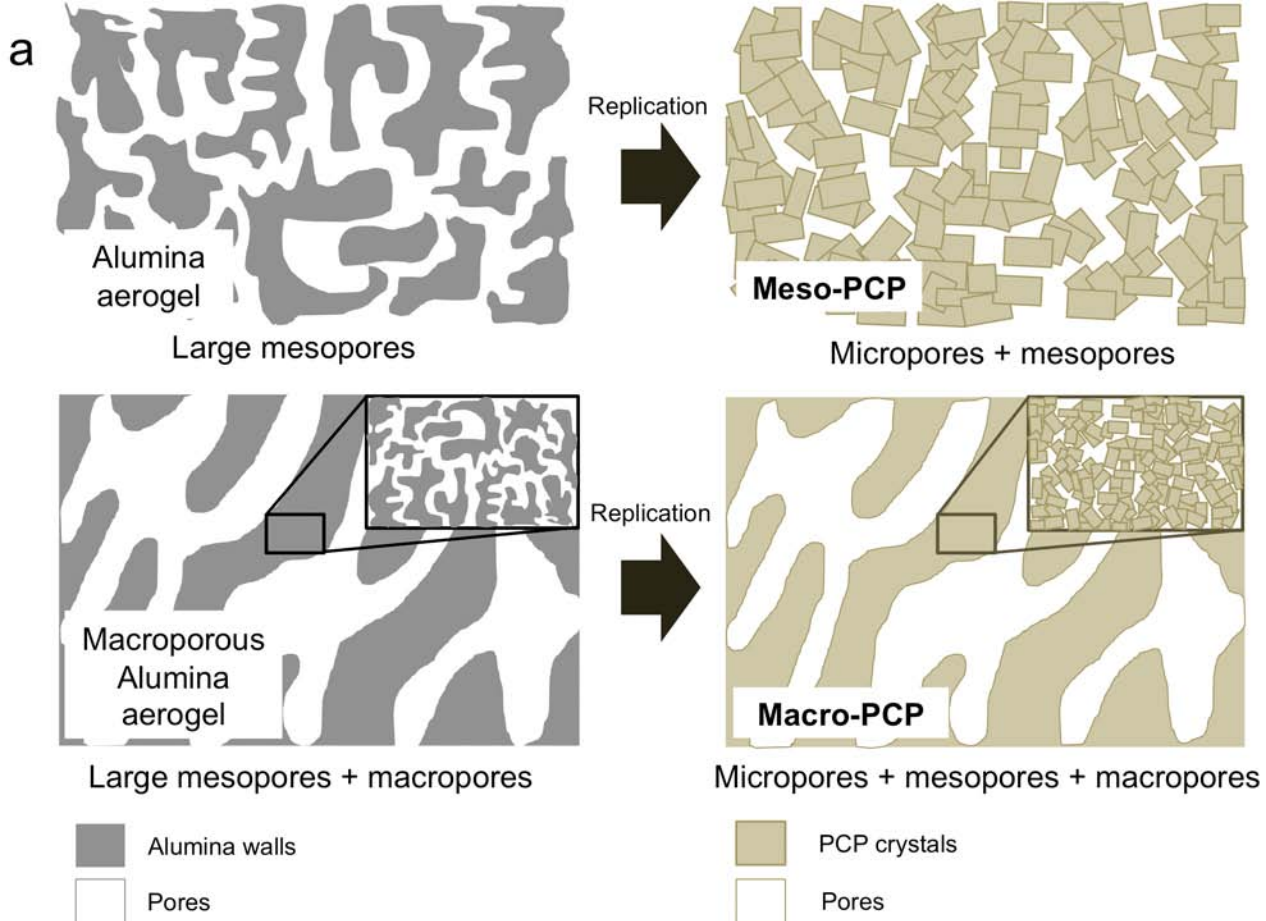 a
Replication
Alumina
aerogel
Meso-PCP
Large mesopores
Micropores + mesopores
Replication
Macroporous
Alumina
aerogel
Macro-PCP
Large mesopores + macropores
Micropores + mesopores + macropores
Alumina walls
PCP crystals
Pores
Pores